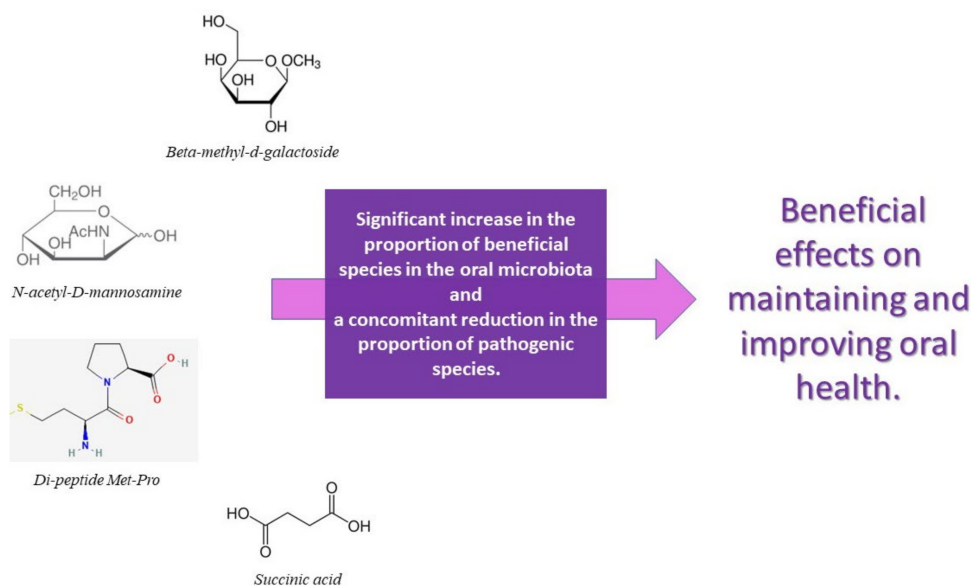 HO
O
OCH₃
HO
OH
OH
Beta-methyl-d-galactoside
CH₂OH
O
AcHN
OH
OH
OH
N-acetyl-D-mannosamine
O
H
N
O
S
O
N
H
H
Di-peptide Met-Pro
O
HO
OH
O
Succinic acid
Significant increase in the
proportion of beneficial
species in the oral microbiota
and
a concomitant reduction in the
proportion of pathogenic
species.
Beneficial
effects on
maintaining and
improving oral
health.